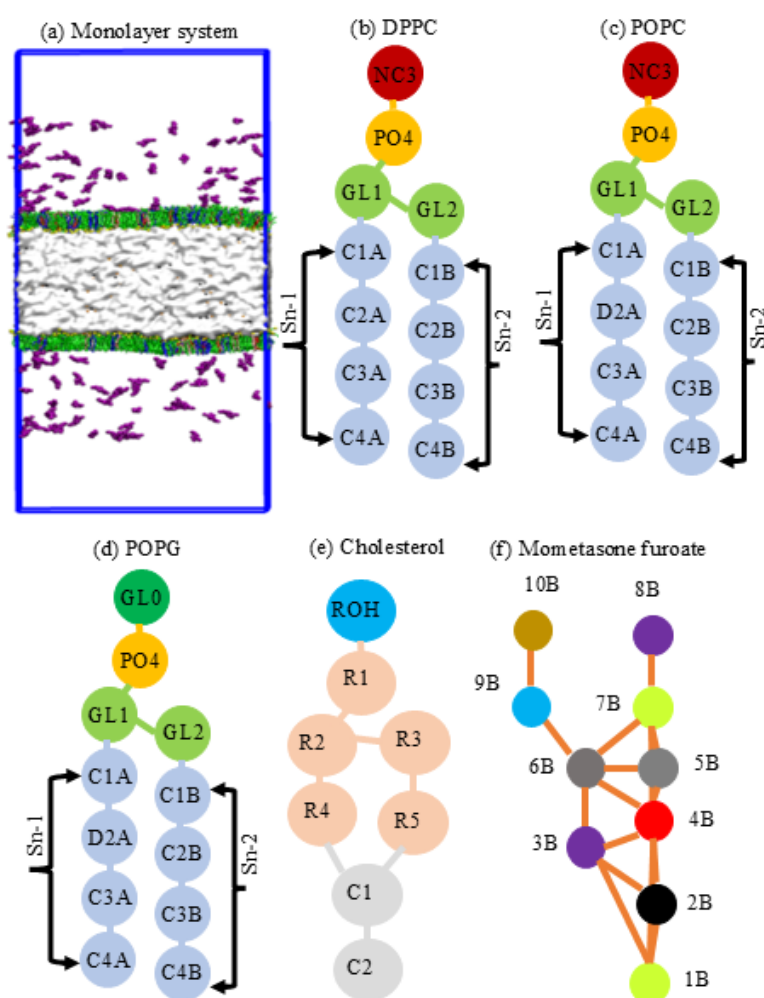 (a) Monolayer system
(b) DPPC
NC3
PO4
GL1
GL2
C1A
C1B
C2A
C2B
C3A
C3B
C4A
C4B
Sn-1
Sn-2
(c) POPC
NC3
PO4
GL1
GL2
C1A
C1B
D2A
C2B
C3A
C3B
C4A
C4B
Sn-1
Sn-2
(d) POPG
GL0
PO4
GL1
GL2
C1A
C1B
D2A
C2B
C3A
C3B
C4A
C4B
Sn-1
Sn-2
(e) Cholesterol
ROH
R1
R2
R3
R4
R5
C1
C2
(f) Mometasone furoate
10B
8B
9B
7B
6B
5B
4B
3B
2B
1B